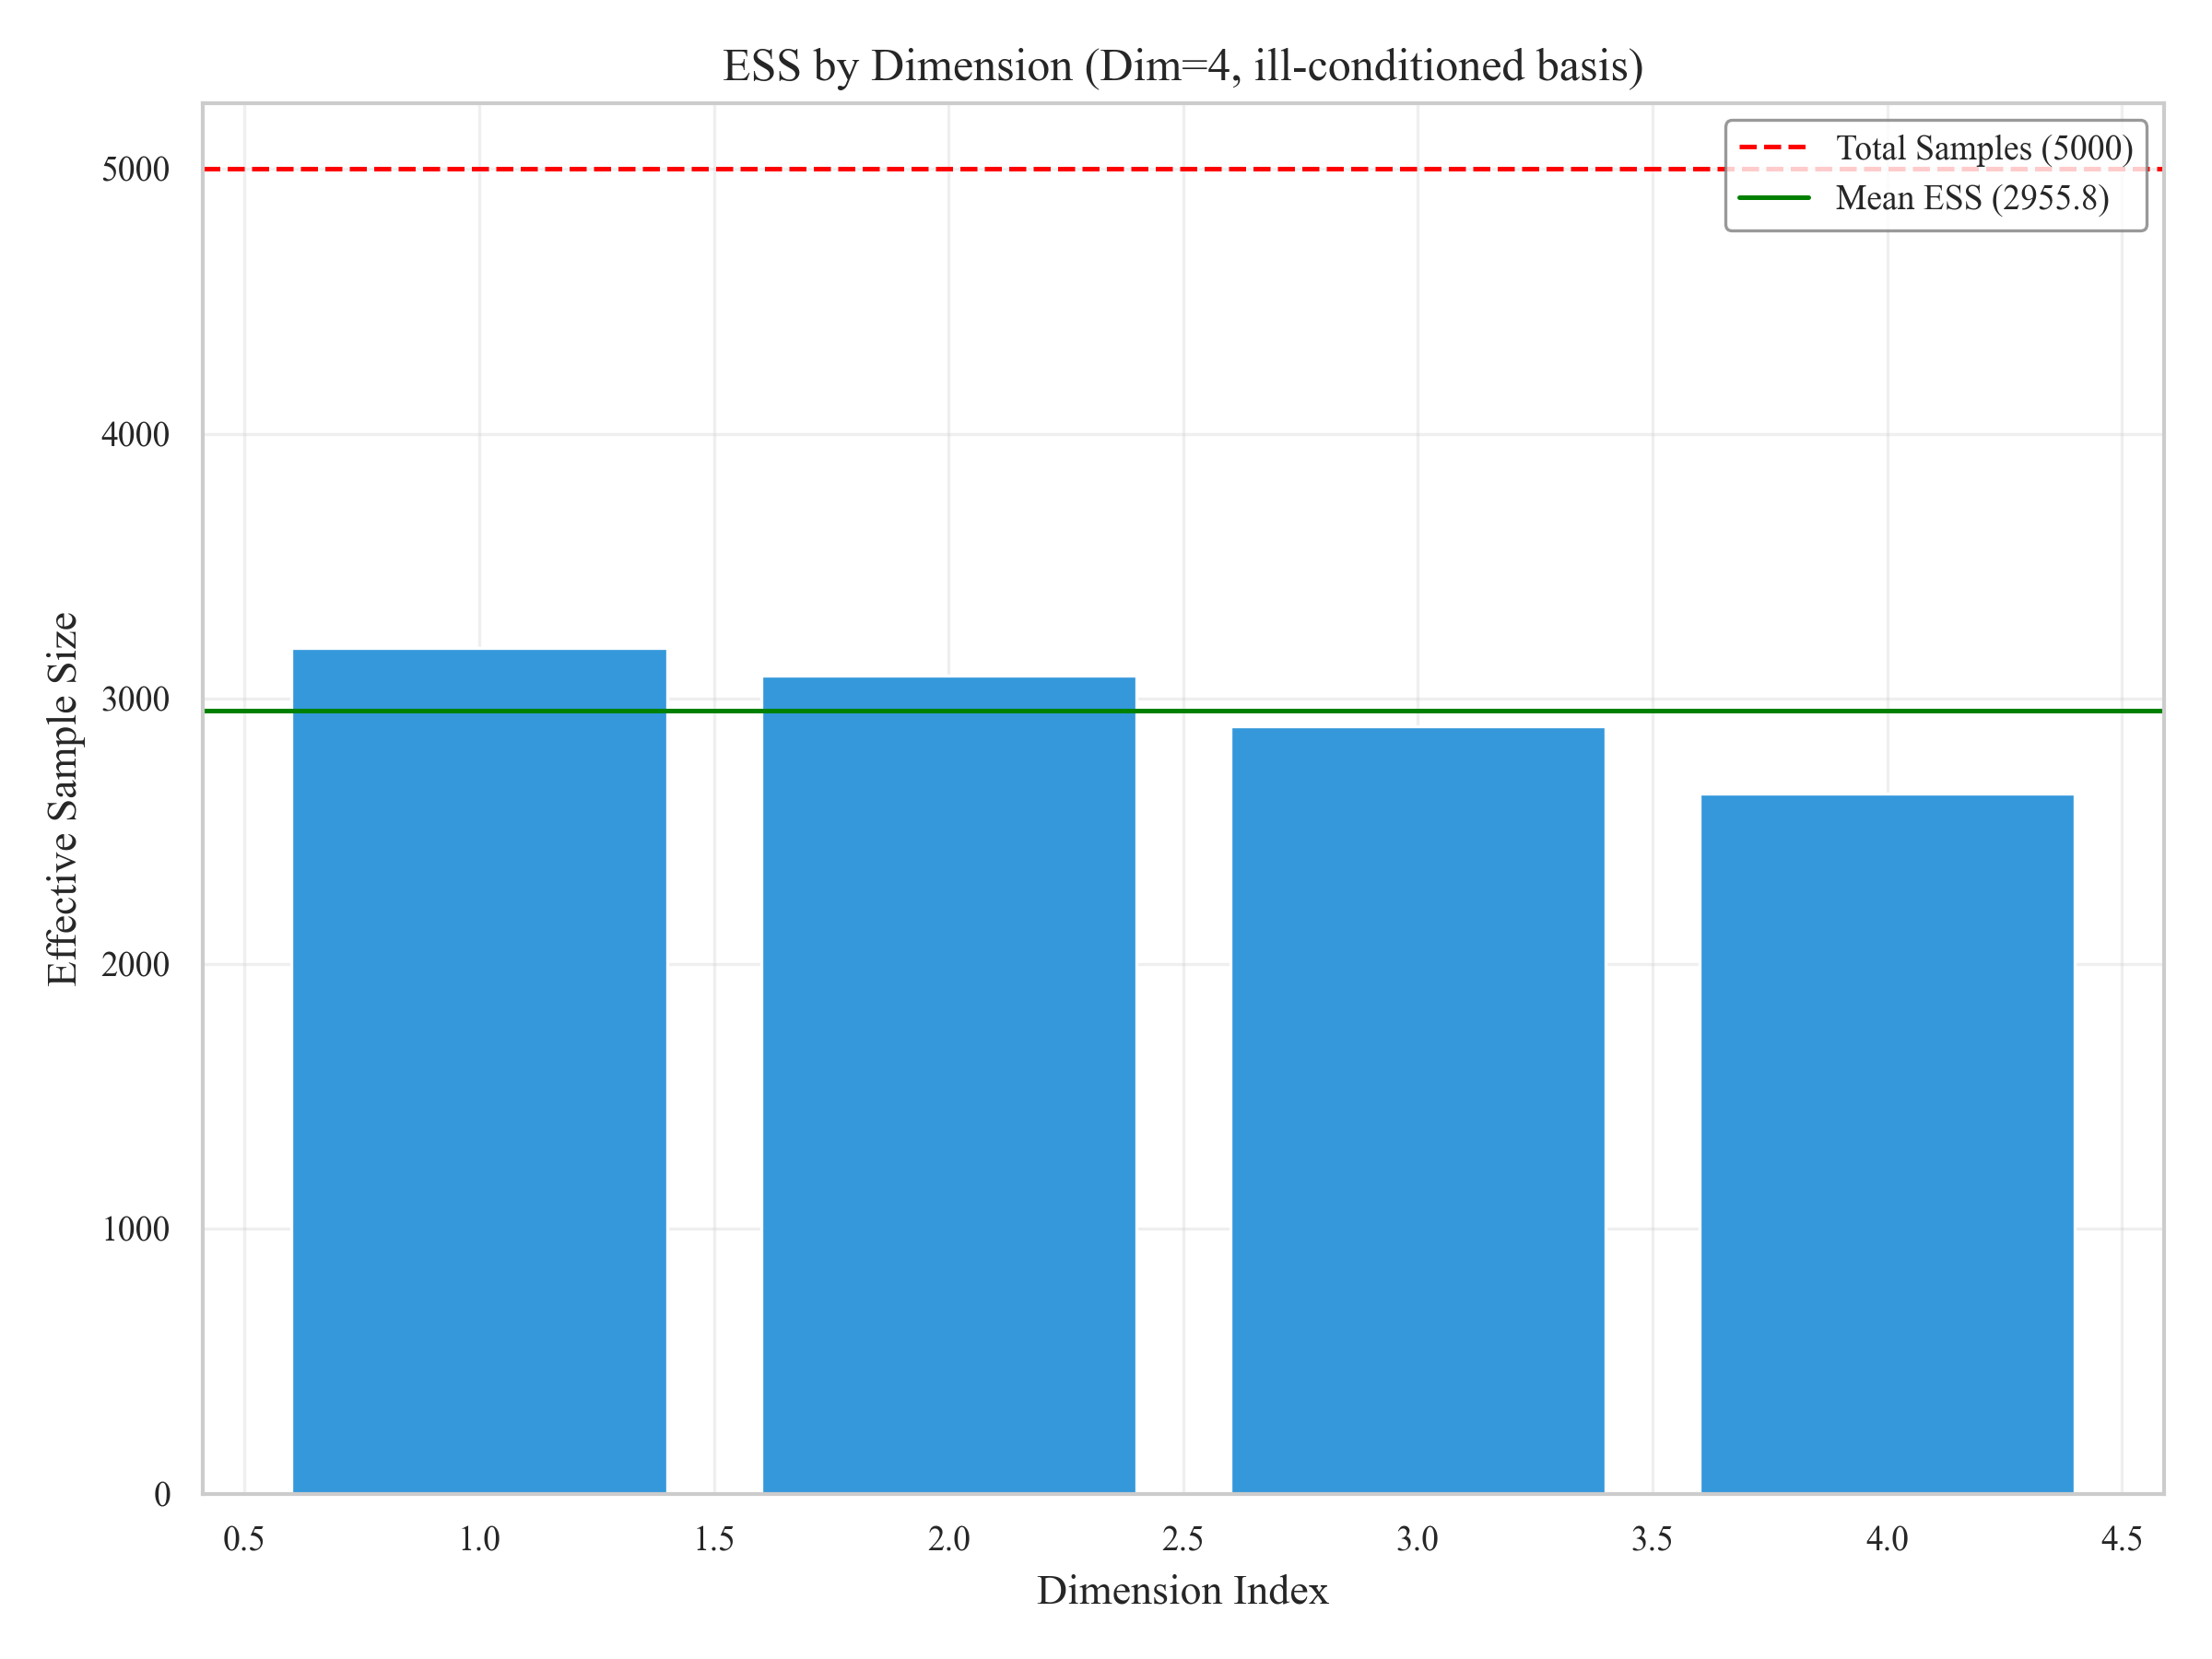 ESS by Dimension (Dim=4, ill-conditioned basis)
Total Samples (5000)
Mean ESS (2955.8)
Effective Sample Size
5000
4000
3000
2000
1000
0
0.5 1.0 1.5 2.0 2.5 3.0 3.5 4.0 4.5
Dimension Index